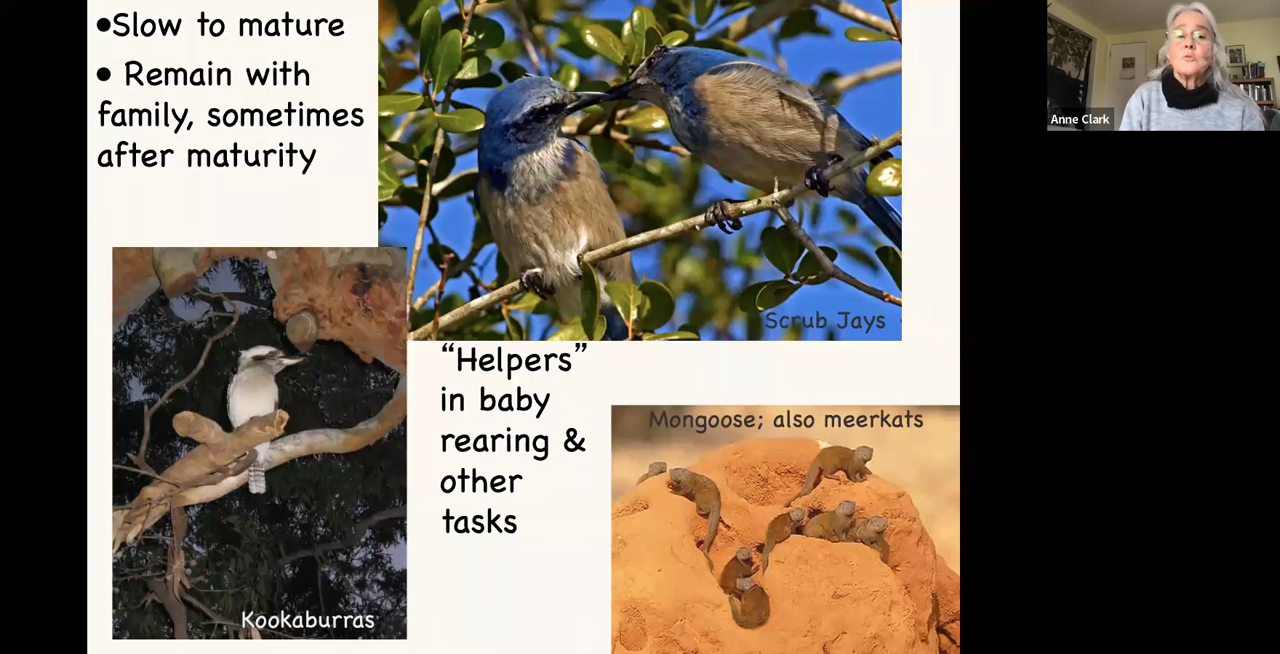 •Slow to mature
• Remain with
family, sometimes
after maturity
Scrub Jays
“Helpers”
in baby
rearing &
other
tasks
Mongoose; also meerkats
Kookaburras
Anne Clark